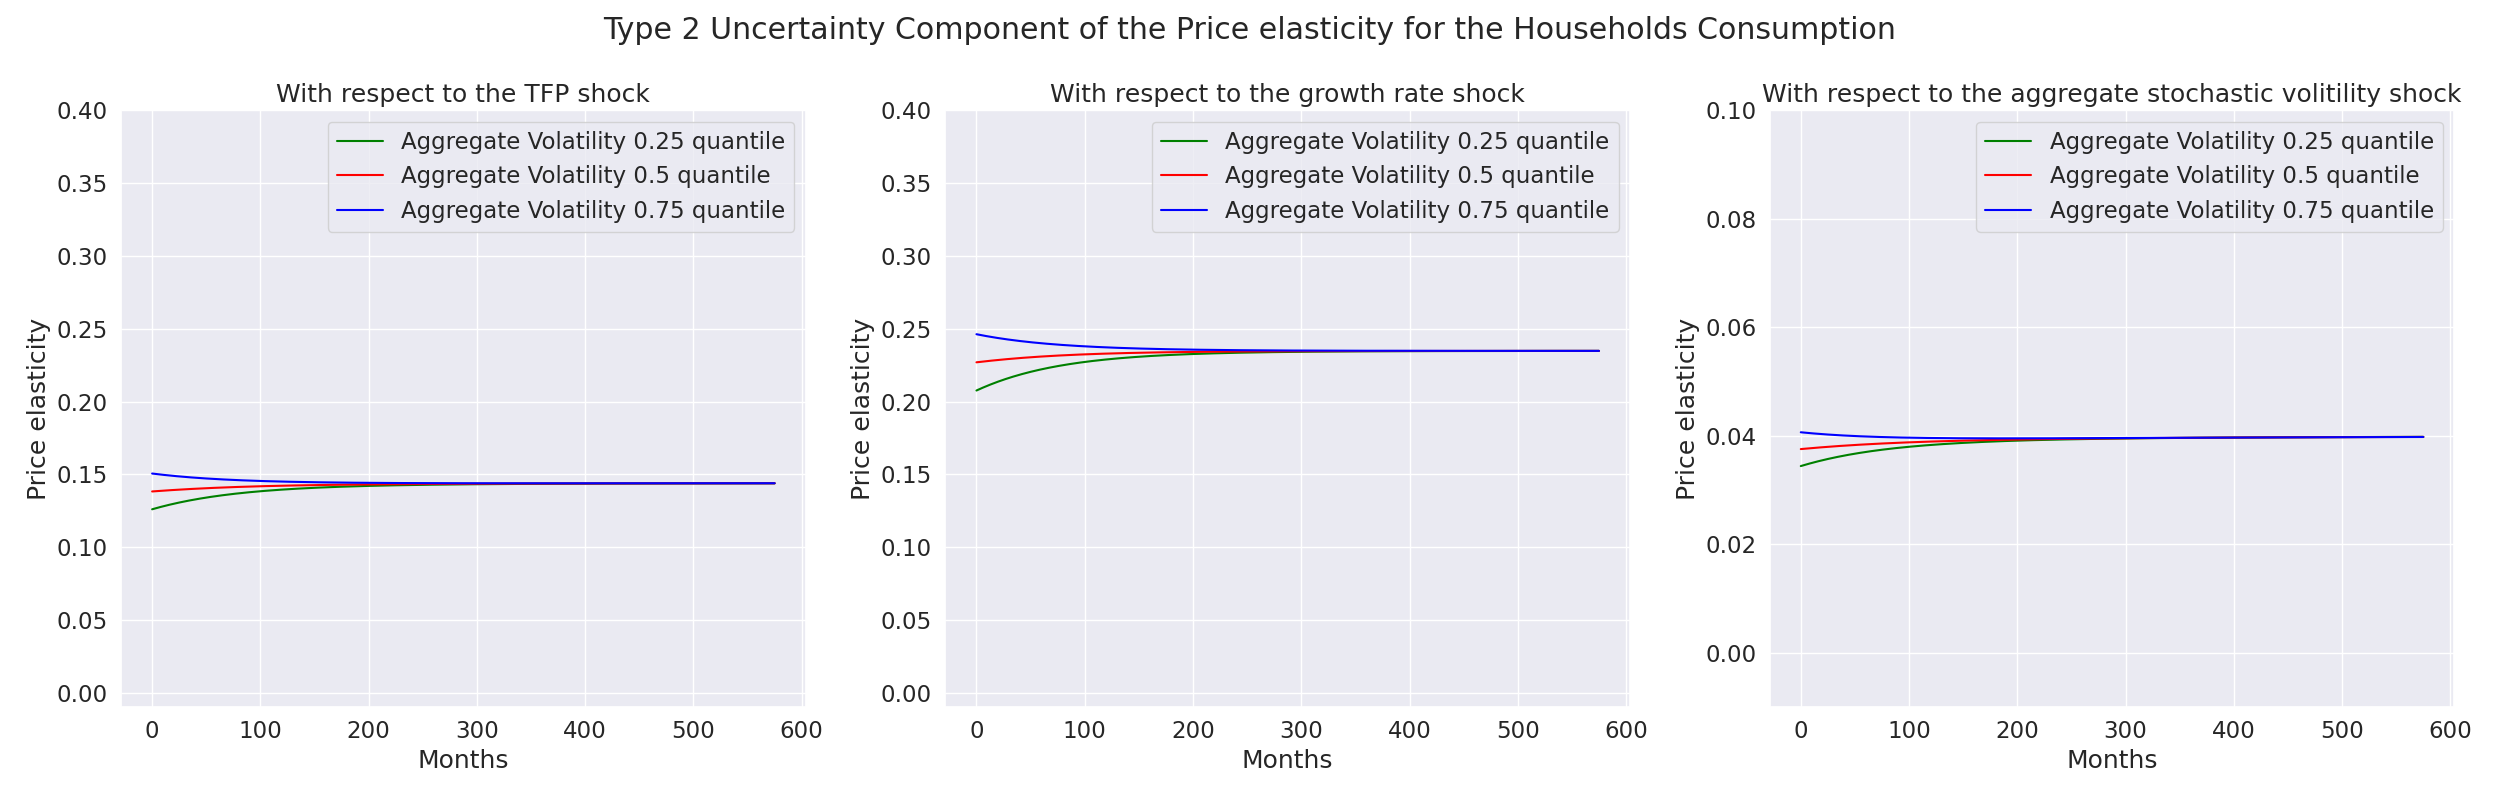 Type 2 Uncertainty Component of the Price elasticity for the Households Consumption
With respect to the TFP shock
0.40
0.35
0.30
0.25
0.20
0.15
0.10
0.05
0.00
Price elasticity
Aggregate Volatility 0.25 quantile
Aggregate Volatility 0.5 quantile
Aggregate Volatility 0.75 quantile
0 100 200 300 400 500 600
Months
With respect to the growth rate shock
0.40
0.35
0.30
0.25
0.20
0.15
0.10
0.05
0.00
Price elasticity
Aggregate Volatility 0.25 quantile
Aggregate Volatility 0.5 quantile
Aggregate Volatility 0.75 quantile
0 100 200 300 400 500 600
Months
With respect to the aggregate stochastic volitility shock
0.10
0.08
0.06
0.04
0.02
0.00
Price elasticity
Aggregate Volatility 0.25 quantile
Aggregate Volatility 0.5 quantile
Aggregate Volatility 0.75 quantile
0 100 200 300 400 500 600
Months